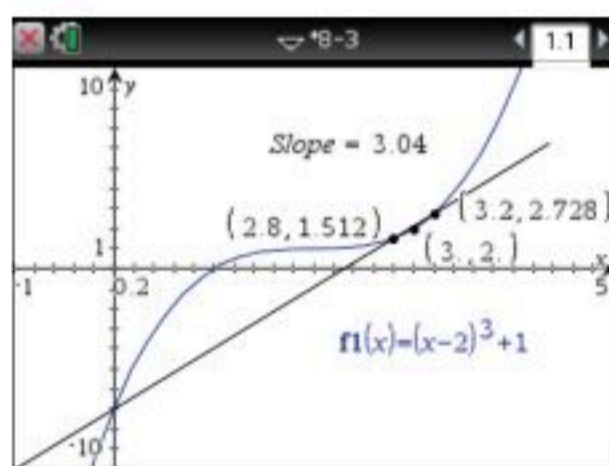 *8-3
1.1
10
y
Slope = 3.04
(2.8,1.512)
(3.2,2.728)
(3.,2.)
1
x
-1
0.2
5
f1(x)=(x-2)³+1
-10